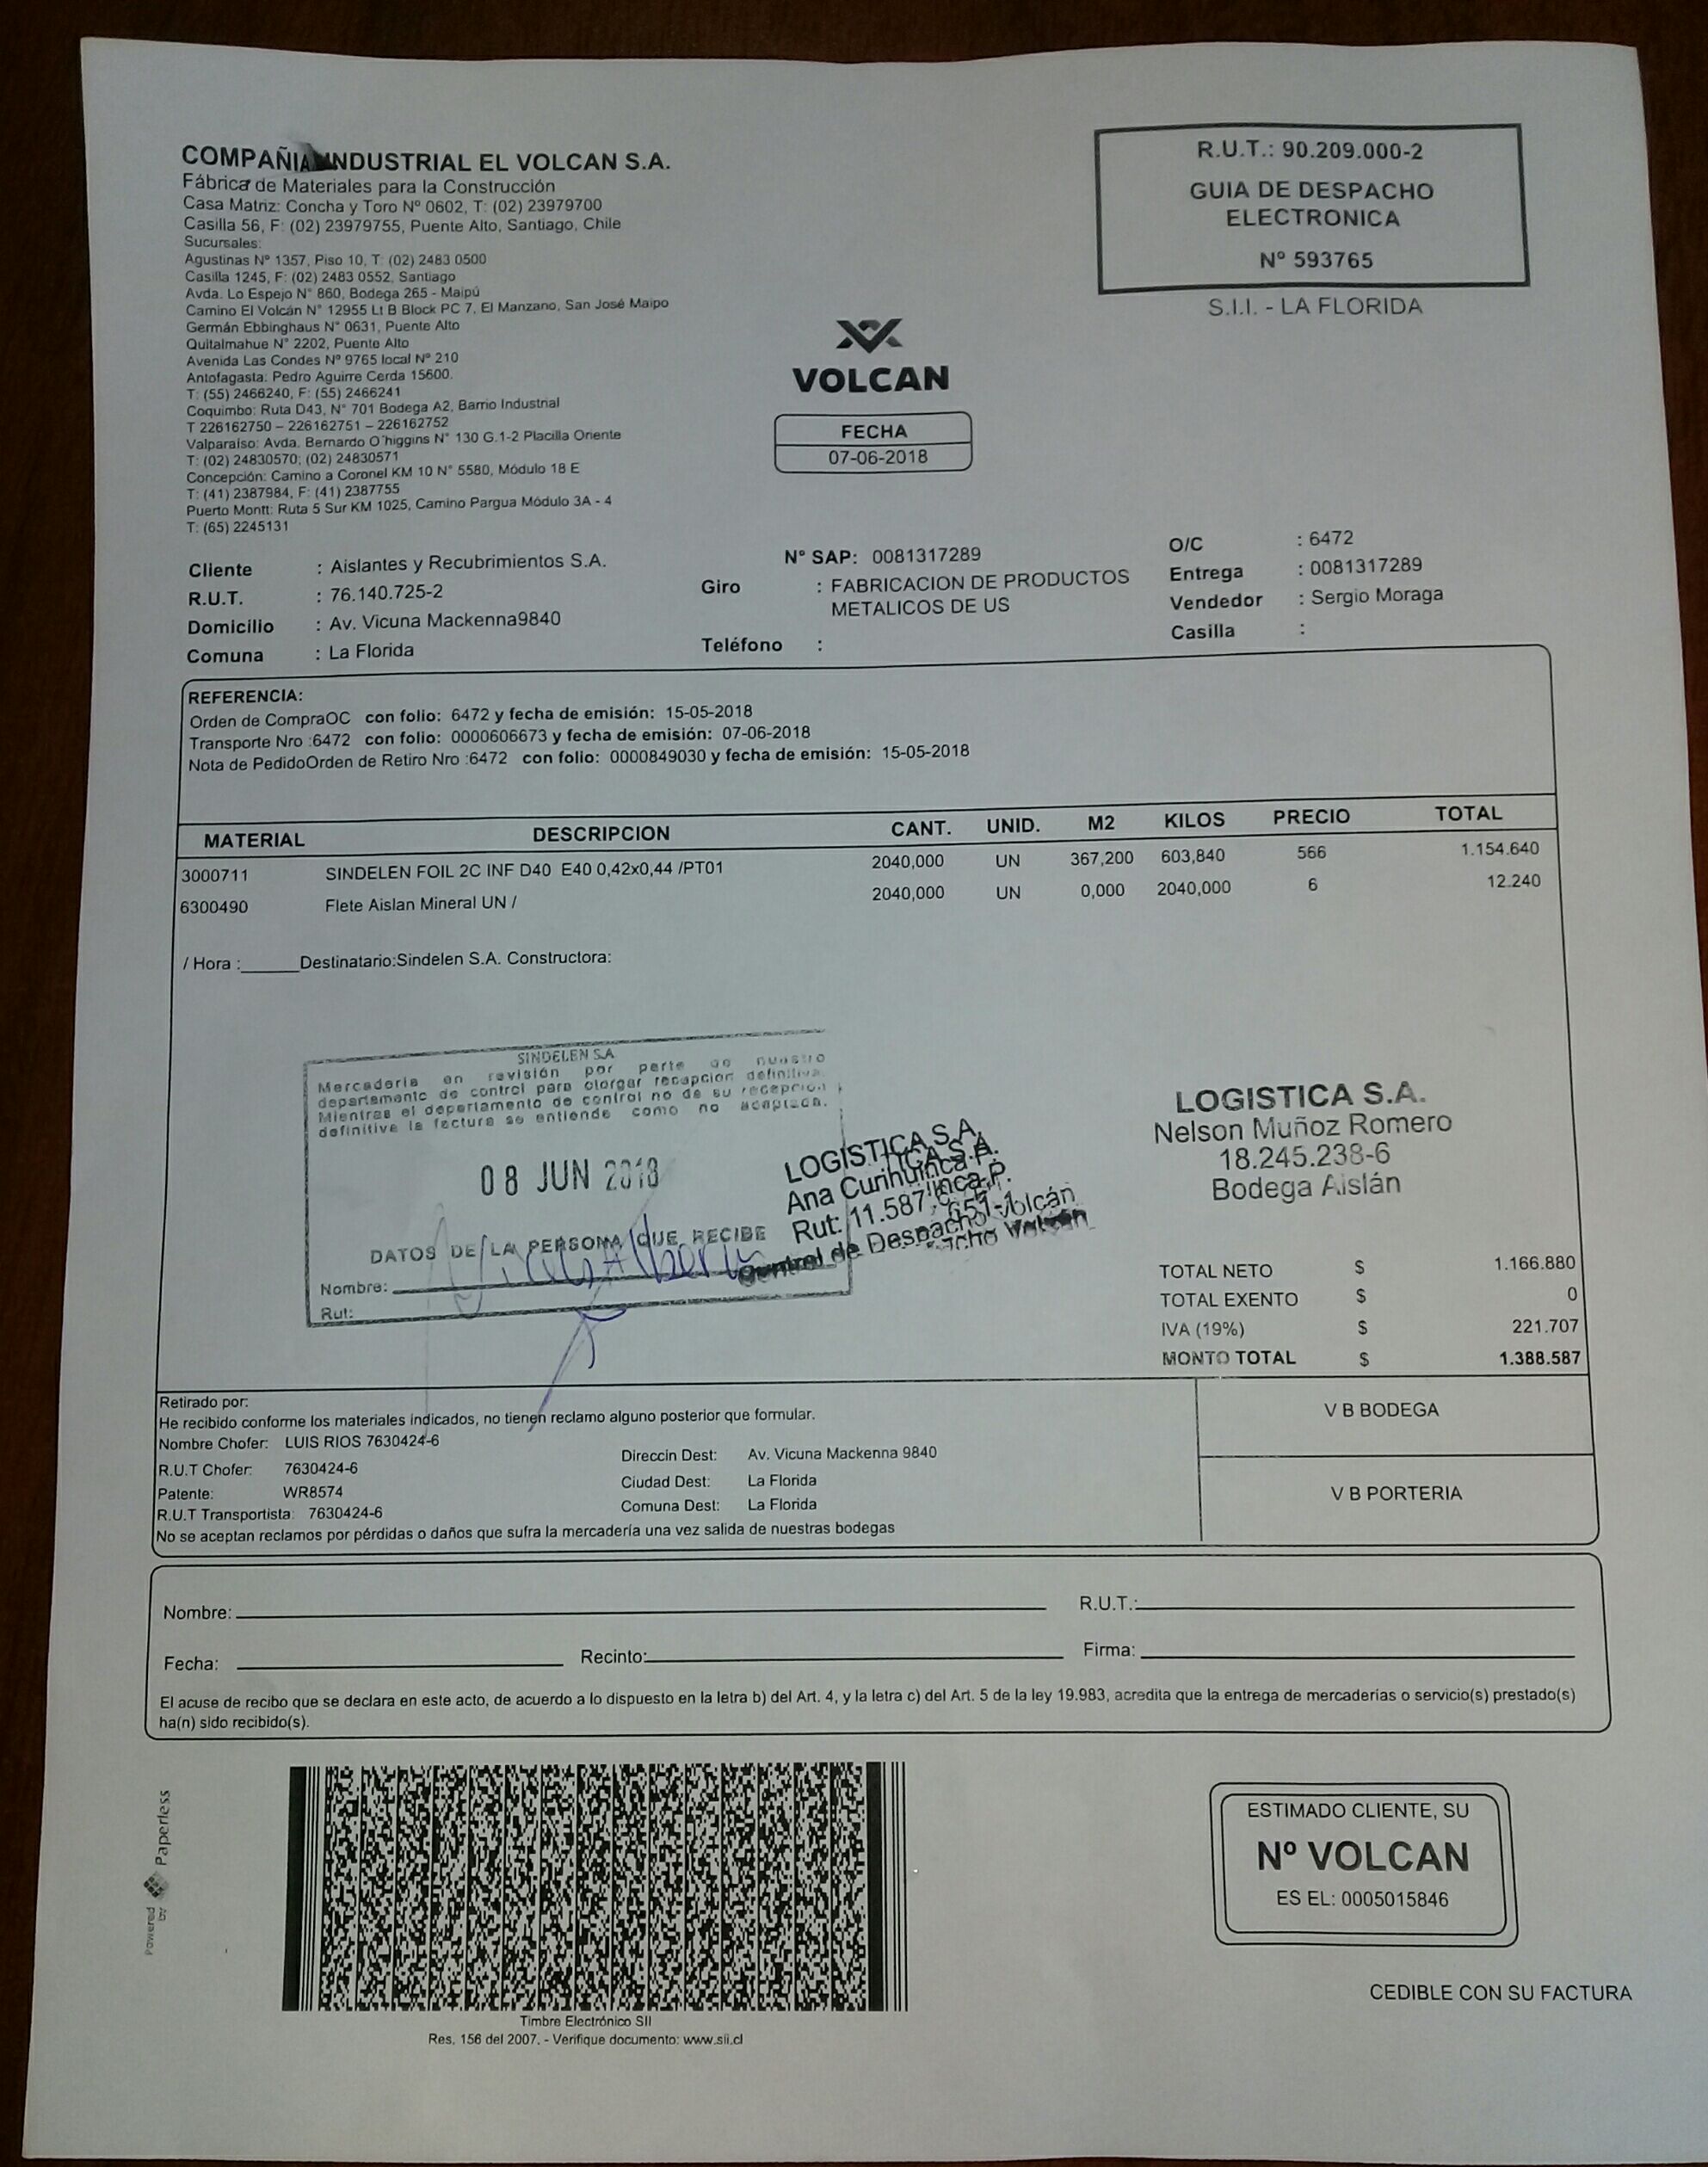 COMPAÑIA INDUSTRIAL EL VOLCAN S.A.
Fábrica de Materiales para la Construcción
Casa Matriz: Concha y Toro Nº 0602, T: (02) 23979700
Casilla 56, F: (02) 23979755, Puente Alto, Santiago, Chile
Sucursales:
Agustinas Nº 1357, Piso 10, T: (02) 2483 0500
Casilla 1245, F: (02) 2483 0552, Santiago
Avda. Lo Espejo N° 860, Bodega 265 - Maipú
Camino El Volcán N° 12955 Lt B Block PC 7, El Manzano, San José Maipo
Germán Ebbinghaus N° 0631, Puente Alto
Quitalmahue N° 2202, Puente Alto
Avenida Las Condes Nº 9765 local Nº 210
Antofagasta: Pedro Aguirre Cerda 15600.
T: (55) 2466240, F: (55) 2466241
Coquimbo: Ruta D43, N° 701 Bodega A2, Barrio Industrial
T 226162750 – 226162751 – 226162752
Valparaíso: Avda. Bernardo O´higgins N° 130 G.1-2 Placilla Oriente
T: (02) 24830570; (02) 24830571
Concepción: Camino a Coronel KM 10 N° 5580, Módulo 18 E
T: (41) 2387984, F: (41) 2387755
Puerto Montt: Ruta 5 Sur KM 1025, Camino Pargua Módulo 3A - 4
T: (65) 2245131
R.U.T.: 90.209.000-2
GUIA DE DESPACHO
ELECTRONICA
Nº 593765
S.I.I. - LA FLORIDA
VOLCAN
FECHA
07-06-2018
Cliente : Aislantes y Recubrimientos S.A.
R.U.T. : 76.140.725-2
Domicilio : Av. Vicuna Mackenna9840
Comuna : La Florida
Nº SAP: 0081317289
Giro : FABRICACION DE PRODUCTOS
METALICOS DE US
Teléfono :
O/C : 6472
Entrega : 0081317289
Vendedor : Sergio Moraga
Casilla :
REFERENCIA:
Orden de CompraOC con folio: 6472 y fecha de emisión: 15-05-2018
Transporte Nro :6472 con folio: 0000606673 y fecha de emisión: 07-06-2018
Nota de PedidoOrden de Retiro Nro :6472 con folio: 0000849030 y fecha de emisión: 15-05-2018
MATERIAL DESCRIPCION CANT. UNID. M2 KILOS PRECIO TOTAL
3000711 SINDELEN FOIL 2C INF D40 E40 0,42x0,44 /PT01 2040,000 UN 367,200 603,840 566 1.154.640
6300490 Flete Aislan Mineral UN / 2040,000 UN 0,000 2040,000 6 12.240
/ Hora :______Destinatario:Sindelen S.A. Constructora:
SINDELEN S.A
Mercaderia en revisión por parte de nuestro
departamento de control para otorgar recepción definitiva.
Mientras el departamento de control no de su recepción
definitive la factura se entiende como no aceptada.
08 JUN 2018
DATOS DE LA PERSONA QUE RECIBE
Nombre:
Rut:
LOGISTICA S.A.
Ana Curihuinca P.
Rut: 11.587.651-1
Control de Despacho Volcán
LOGISTICA S.A.
Nelson Muñoz Romero
18.245.238-6
Bodega Aislán
TOTAL NETO $ 1.166.880
TOTAL EXENTO $ 0
IVA (19%) $ 221.707
MONTO TOTAL $ 1.388.587
Retirado por:
He recibido conforme los materiales indicados, no tienen reclamo alguno posterior que formular.
Nombre Chofer: LUIS RIOS 7630424-6
R.U.T Chofer: 7630424-6
Patente: WR8574
R.U.T Transportista: 7630424-6
Direccin Dest: Av. Vicuna Mackenna 9840
Ciudad Dest: La Florida
Comuna Dest: La Florida
No se aceptan reclamos por pérdidas o daños que sufra la mercadería una vez salida de nuestras bodegas
V B BODEGA
V B PORTERIA
Nombre: R.U.T.:
Fecha: Recinto: Firma:
El acuse de recibo que se declara en este acto, de acuerdo a lo dispuesto en la letra b) del Art. 4, y la letra c) del Art. 5 de la ley 19.983, acredita que la entrega de mercaderías o servicio(s) prestado(s)
ha(n) sido recibido(s).
Powered by Paperless
Timbre Electrónico SII
Res. 156 del 2007. - Verifique documento: www.sii.cl
ESTIMADO CLIENTE, SU
Nº VOLCAN
ES EL: 0005015846
CEDIBLE CON SU FACTURA